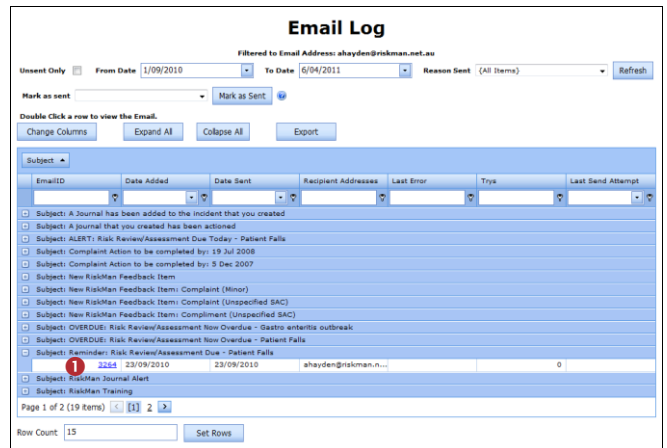 Email Log
Filtered to Email Address: ahayden@riskman.net.au
Unsent Only From Date 1/09/2010 To Date 6/04/2011 Reason Sent {All Items} Refresh
Mark as sent Mark as Sent
Double Click a row to view the Email.
Change Columns Expand All Collapse All Export
Subject
EmailID Date Added Date Sent Recipient Addresses Last Error Trys Last Send Attempt
Subject: A Journal has been added to the incident that you created
Subject: A journal that you created has been actioned
Subject: ALERT: Risk Review/Assessment Due Today - Patient Falls
Subject: Complaint Action to be completed by: 19 Jul 2008
Subject: Complaint Action to be completed by: 5 Dec 2007
Subject: New RiskMan Feedback Item
Subject: New RiskMan Feedback Item: Complaint (Minor)
Subject: New RiskMan Feedback Item: Complaint (Unspecified SAC)
Subject: New RiskMan Feedback Item: Compliment (Unspecified SAC)
Subject: OVERDUE: Risk Review/Assessment Now Overdue - Gastro enteritis outbreak
Subject: OVERDUE: Risk Review/Assessment Now Overdue - Patient Falls
Subject: Reminder: Risk Review/Assessment Due - Patient Falls
1 3264 23/09/2010 23/09/2010 ahayden@riskman.n... 0
Subject: RiskMan Journal Alert
Subject: RiskMan Training
Page 1 of 2 (19 items) < [1] 2 >
Row Count 15 Set Rows